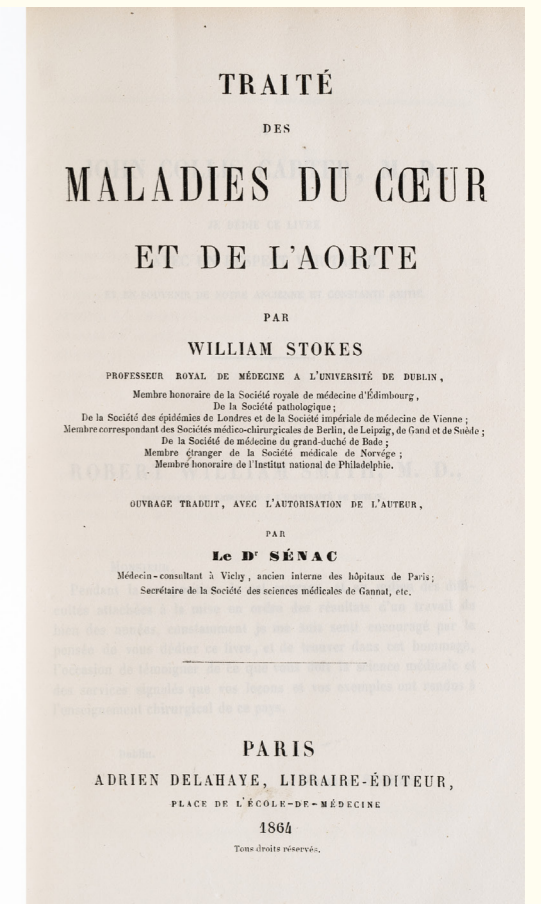 TRAITÉ
DES
MALADIES DU CŒUR
ET DE L'AORTE
PAR
WILLIAM STOKES
PROFESSEUR ROYAL DE MÉDECINE A L'UNIVERSITÉ DE DUBLIN,
Membre honoraire de la Société royale de médecine d'Édimbourg,
De la Société pathologique;
De la Société des épidémies de Londres et de la Société impériale de médecine de Vienne;
Membre correspondant des Sociétés médico-chirurgicales de Berlin, de Leipzig, de Gand et de Suède;
De la Société de médecine du grand-duché de Bade;
Membre étranger de la Société médicale de Norvége;
Membre honoraire de l'Institut national de Philadelphie.
OUVRAGE TRADUIT, AVEC L'AUTORISATION DE L'AUTEUR,
PAR
Le Dr SÉNAC
Médecin-consultant à Vichy, ancien interne des hôpitaux de Paris;
Secrétaire de la Société des sciences médicales de Gannat, etc.
PARIS
ADRIEN DELAHAYE, LIBRAIRE-ÉDITEUR,
PLACE DE L'ÉCOLE-DE-MÉDECINE
1864
Tous droits réservés.